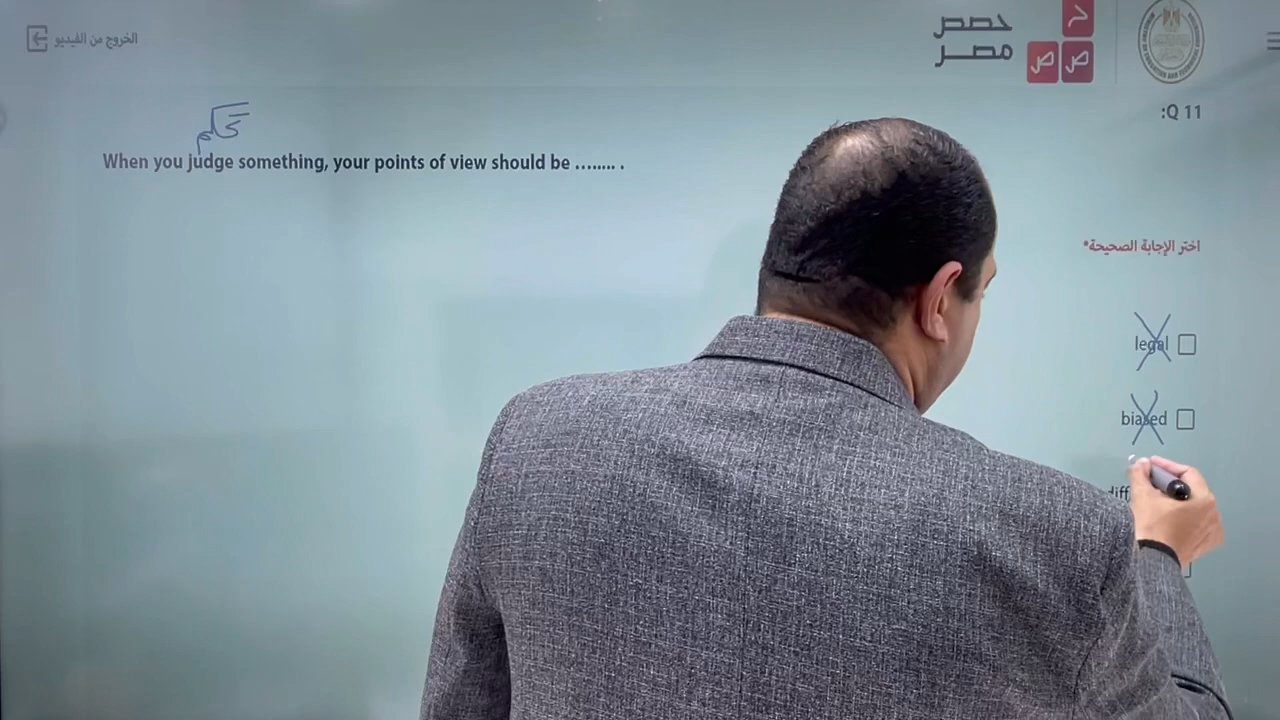 الخروج من الفيديو
حصص
مصر
ح
ص ص
:Q 11
تحكم
When you judge something, your points of view should be ........ .
اختر الإجابة الصحيحة*
legal
biased